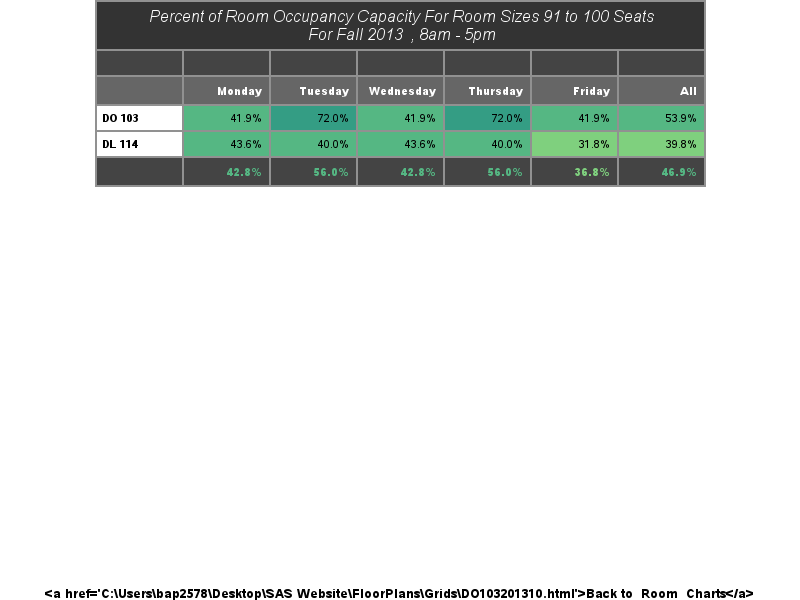 Percent of Room Occupancy Capacity For Room Sizes 91 to 100 Seats
For Fall 2013 , 8am - 5pm
Monday Tuesday Wednesday Thursday Friday All
DO 103 41.9% 72.0% 41.9% 72.0% 41.9% 53.9%
DL 114 43.6% 40.0% 43.6% 40.0% 31.8% 39.8%
42.8% 56.0% 42.8% 56.0% 36.8% 46.9%
<a href='C:\Users\bap2578\Desktop\SAS Website\FloorPlans\Grids\DO103201310.html'>Back to Room Charts</a>